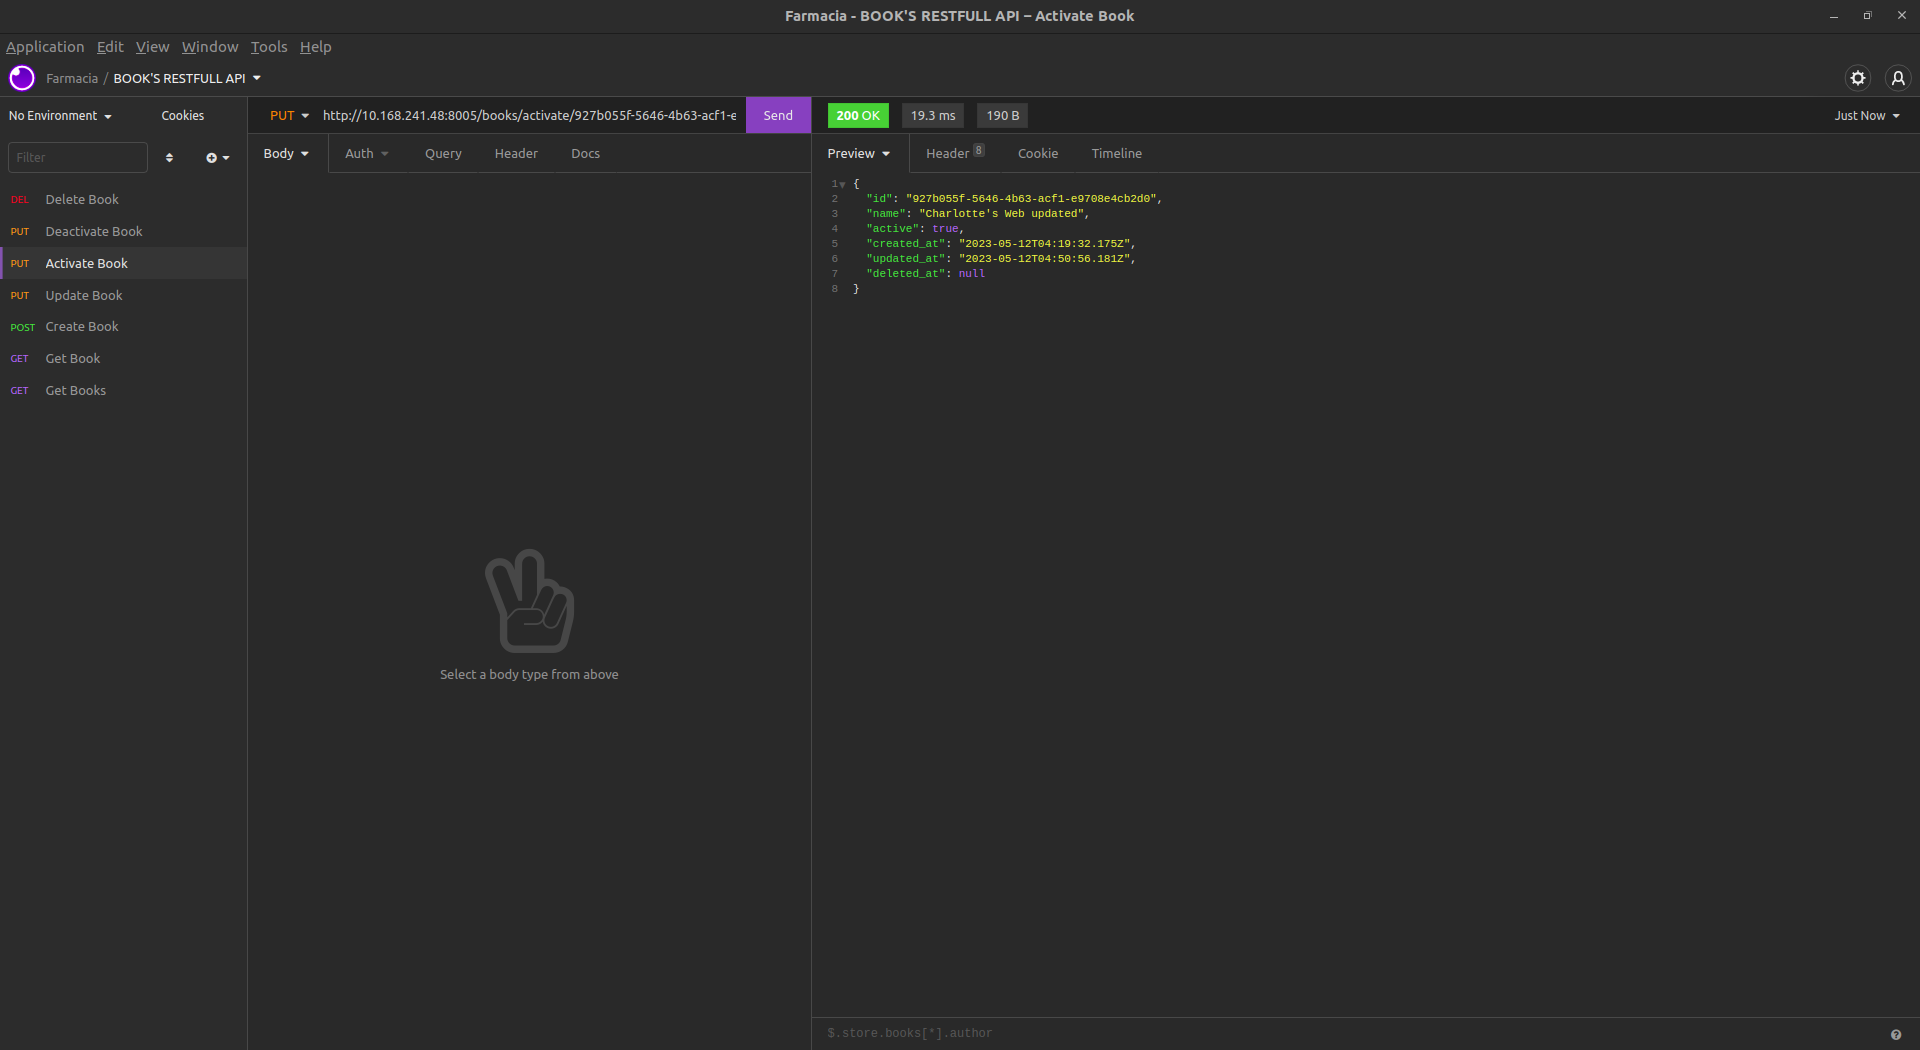 Farmacia - BOOK'S RESTFULL API – Activate Book
Application Edit View Window Tools Help
Farmacia / BOOK'S RESTFULL API
No Environment Cookies
Filter
DEL Delete Book
PUT Deactivate Book
PUT Activate Book
PUT Update Book
POST Create Book
GET Get Book
GET Get Books
PUT http://10.168.241.48:8005/books/activate/927b055f-5646-4b63-acf1-e Send
Body Auth Query Header Docs
Select a body type from above
200 OK 19.3 ms 190 B Just Now
Preview Header 8 Cookie Timeline
1 {
2 "id": "927b055f-5646-4b63-acf1-e9708e4cb2d0",
3 "name": "Charlotte's Web updated",
4 "active": true,
5 "created_at": "2023-05-12T04:19:32.175Z",
6 "updated_at": "2023-05-12T04:50:56.181Z",
7 "deleted_at": null
8 }
$.store.books[*].author